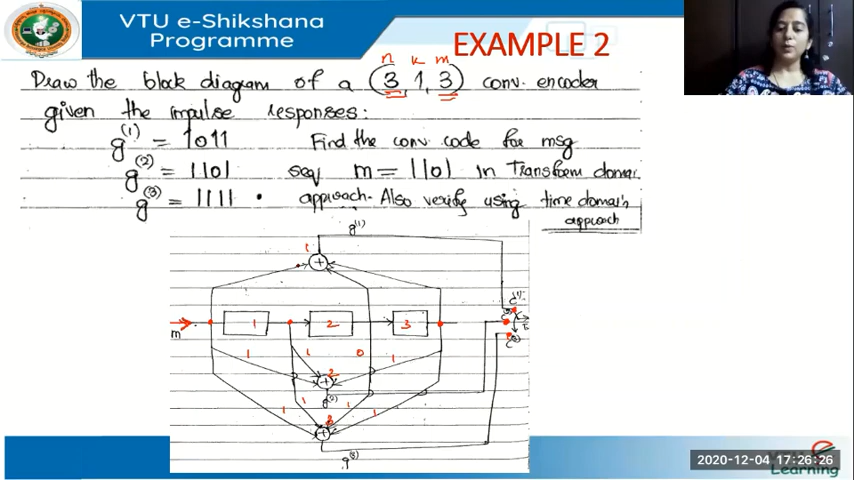 VTU e-Shikshana
Programme
EXAMPLE 2
n k m
Draw the block diagram of a (3, 1, 3) conv. encoder
given the impulse responses:
g(1) = 1011 Find the conv. code for msg
g(2) = 1101 seq m = 1101 in Transform domain
g(3) = 1111 . approach. Also verify using time domain
approach
g(1)
1
m
1 2 3
1 1 0 1
2
g(2)
1 1 1 1
3
g(3)
2020-12-04 17:26:26
Learning